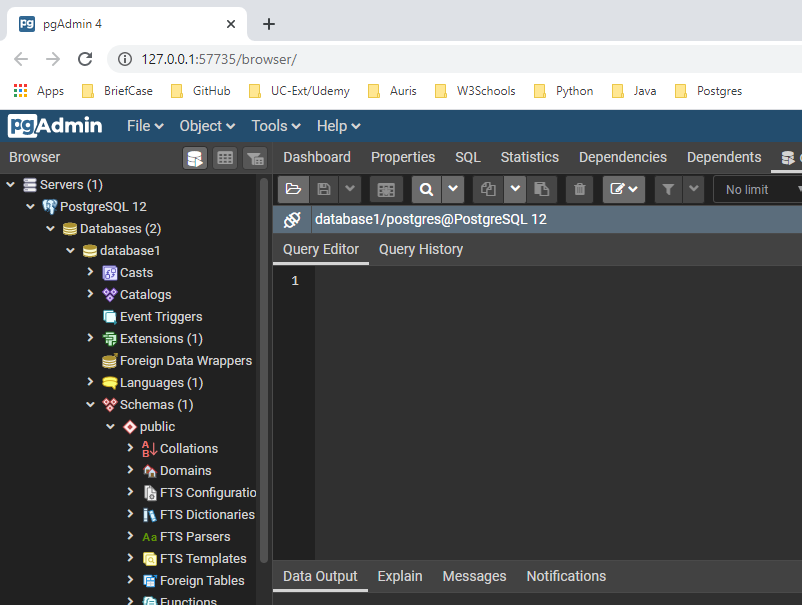 pg pgAdmin 4
127.0.0.1:57735/browser/
Apps BriefCase GitHub UC-Ext/Udemy Auris W3Schools Python Java Postgres
pgAdmin File Object Tools Help
Browser
Dashboard Properties SQL Statistics Dependencies Dependents
No limit
database1/postgres@PostgreSQL 12
Query Editor Query History
1
Servers (1)
PostgreSQL 12
Databases (2)
database1
Casts
Catalogs
Event Triggers
Extensions (1)
Foreign Data Wrappers
Languages (1)
Schemas (1)
public
Collations
Domains
FTS Configuratio
FTS Dictionaries
Aa FTS Parsers
FTS Templates
Foreign Tables
Functions
Data Output Explain Messages Notifications